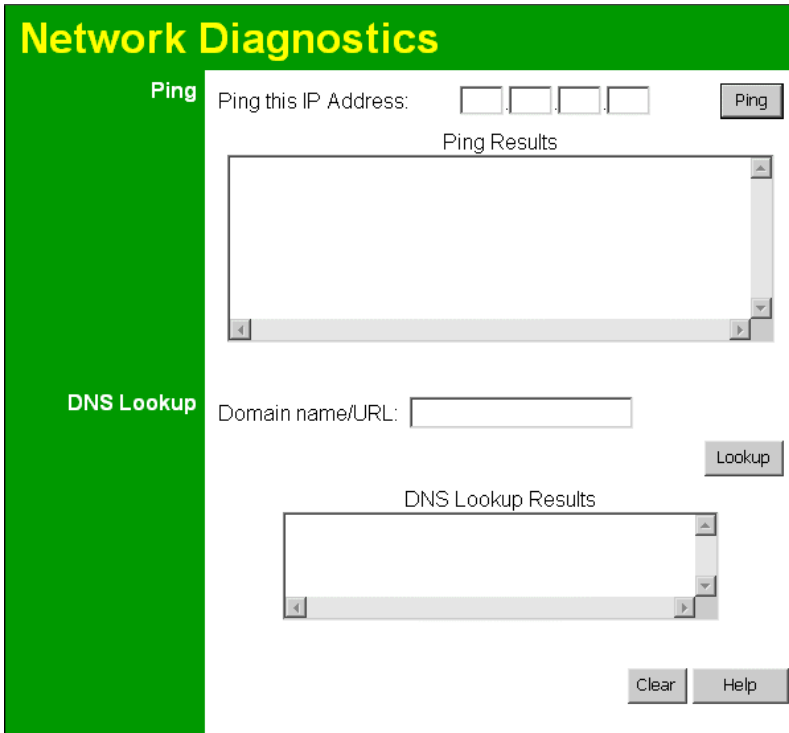 Network Diagnostics
Ping
Ping this IP Address: . . .
Ping
Ping Results
DNS Lookup
Domain name/URL:
Lookup
DNS Lookup Results
Clear
Help